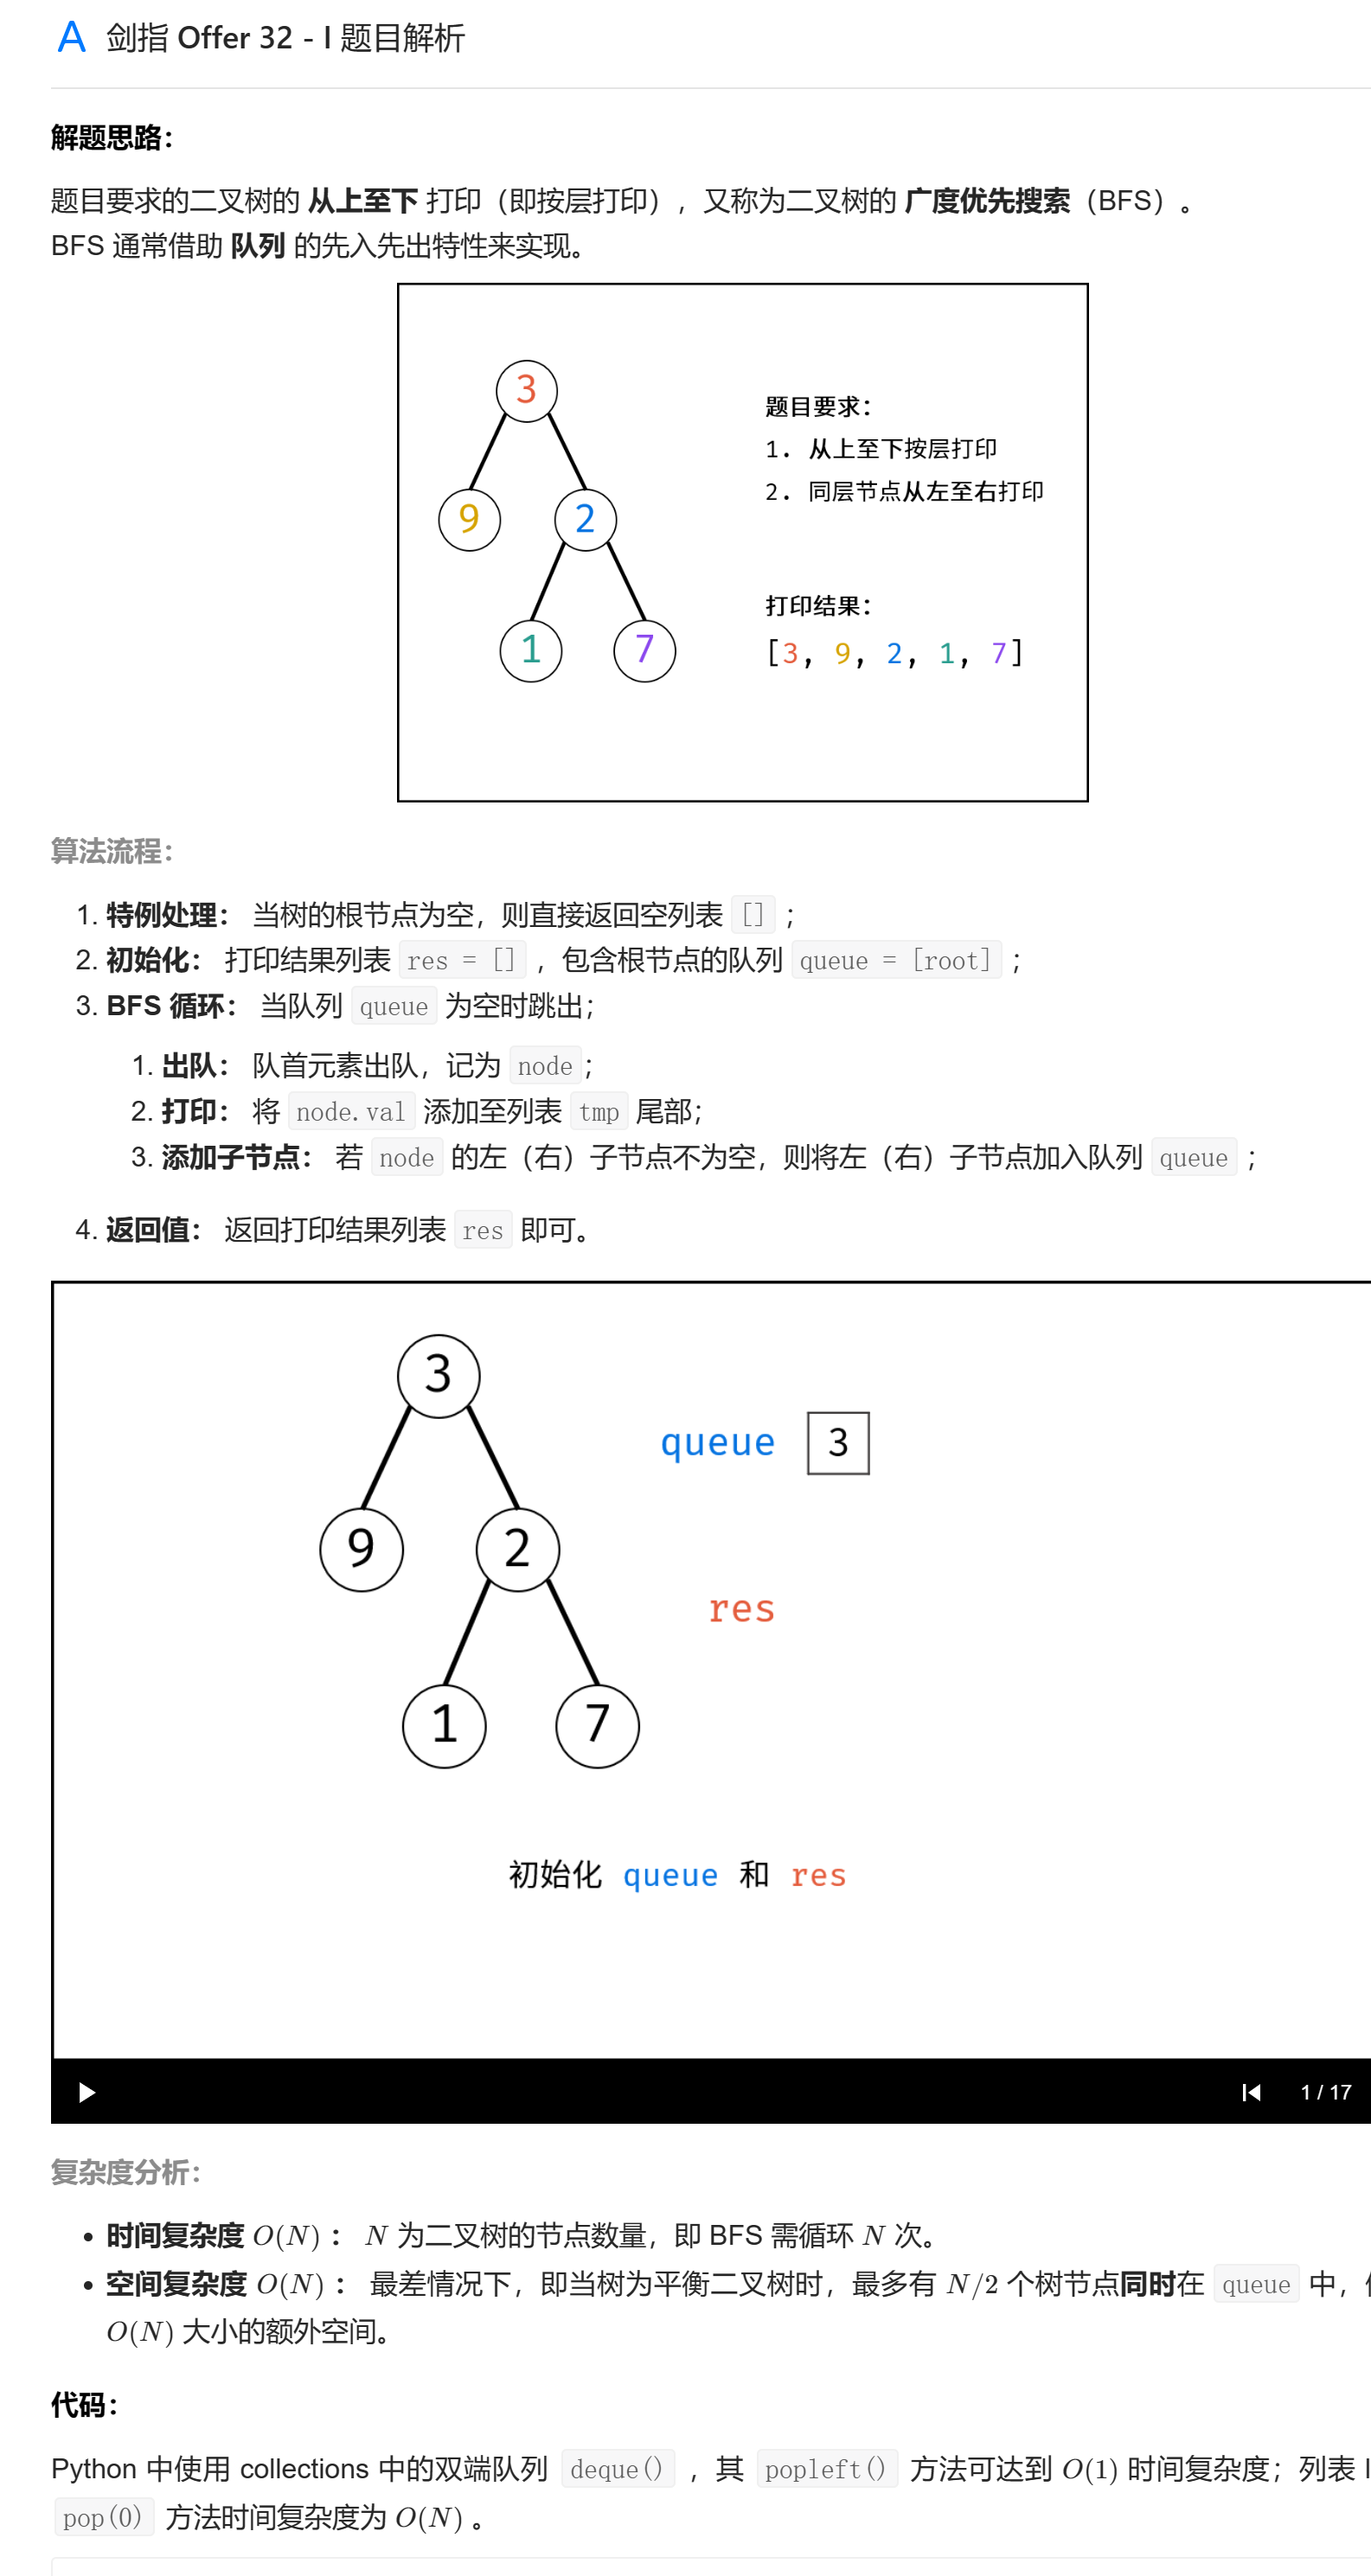 剑指 Offer 32 - I 题目解析
解题思路：
题目要求的二叉树的 从上至下 打印（即按层打印），又称为二叉树的 广度优先搜索（BFS）。
BFS 通常借助 队列 的先入先出特性来实现。
3
题目要求：
1. 从上至下按层打印
2. 同层节点从左至右打印
9 2
打印结果：
1 7
[3, 9, 2, 1, 7]
算法流程：
1. 特例处理： 当树的根节点为空，则直接返回空列表 [] ；
2. 初始化： 打印结果列表 res = [] ，包含根节点的队列 queue = [root] ；
3. BFS 循环： 当队列 queue 为空时跳出；
1. 出队： 队首元素出队，记为 node；
2. 打印： 将 node.val 添加至列表 tmp 尾部；
3. 添加子节点： 若 node 的左（右）子节点不为空，则将左（右）子节点加入队列 queue ；
4. 返回值： 返回打印结果列表 res 即可。
3
queue 3
9 2
res
1 7
初始化 queue 和 res
1 / 17
复杂度分析：
• 时间复杂度 O(N) ： N 为二叉树的节点数量，即 BFS 需循环 N 次。
• 空间复杂度 O(N) ： 最差情况下，即当树为平衡二叉树时，最多有 N/2 个树节点同时在 queue 中，
O(N) 大小的额外空间。
代码：
Python 中使用 collections 中的双端队列 deque() ，其 popleft() 方法可达到 O(1) 时间复杂度；列表
pop(0) 方法时间复杂度为 O(N) 。